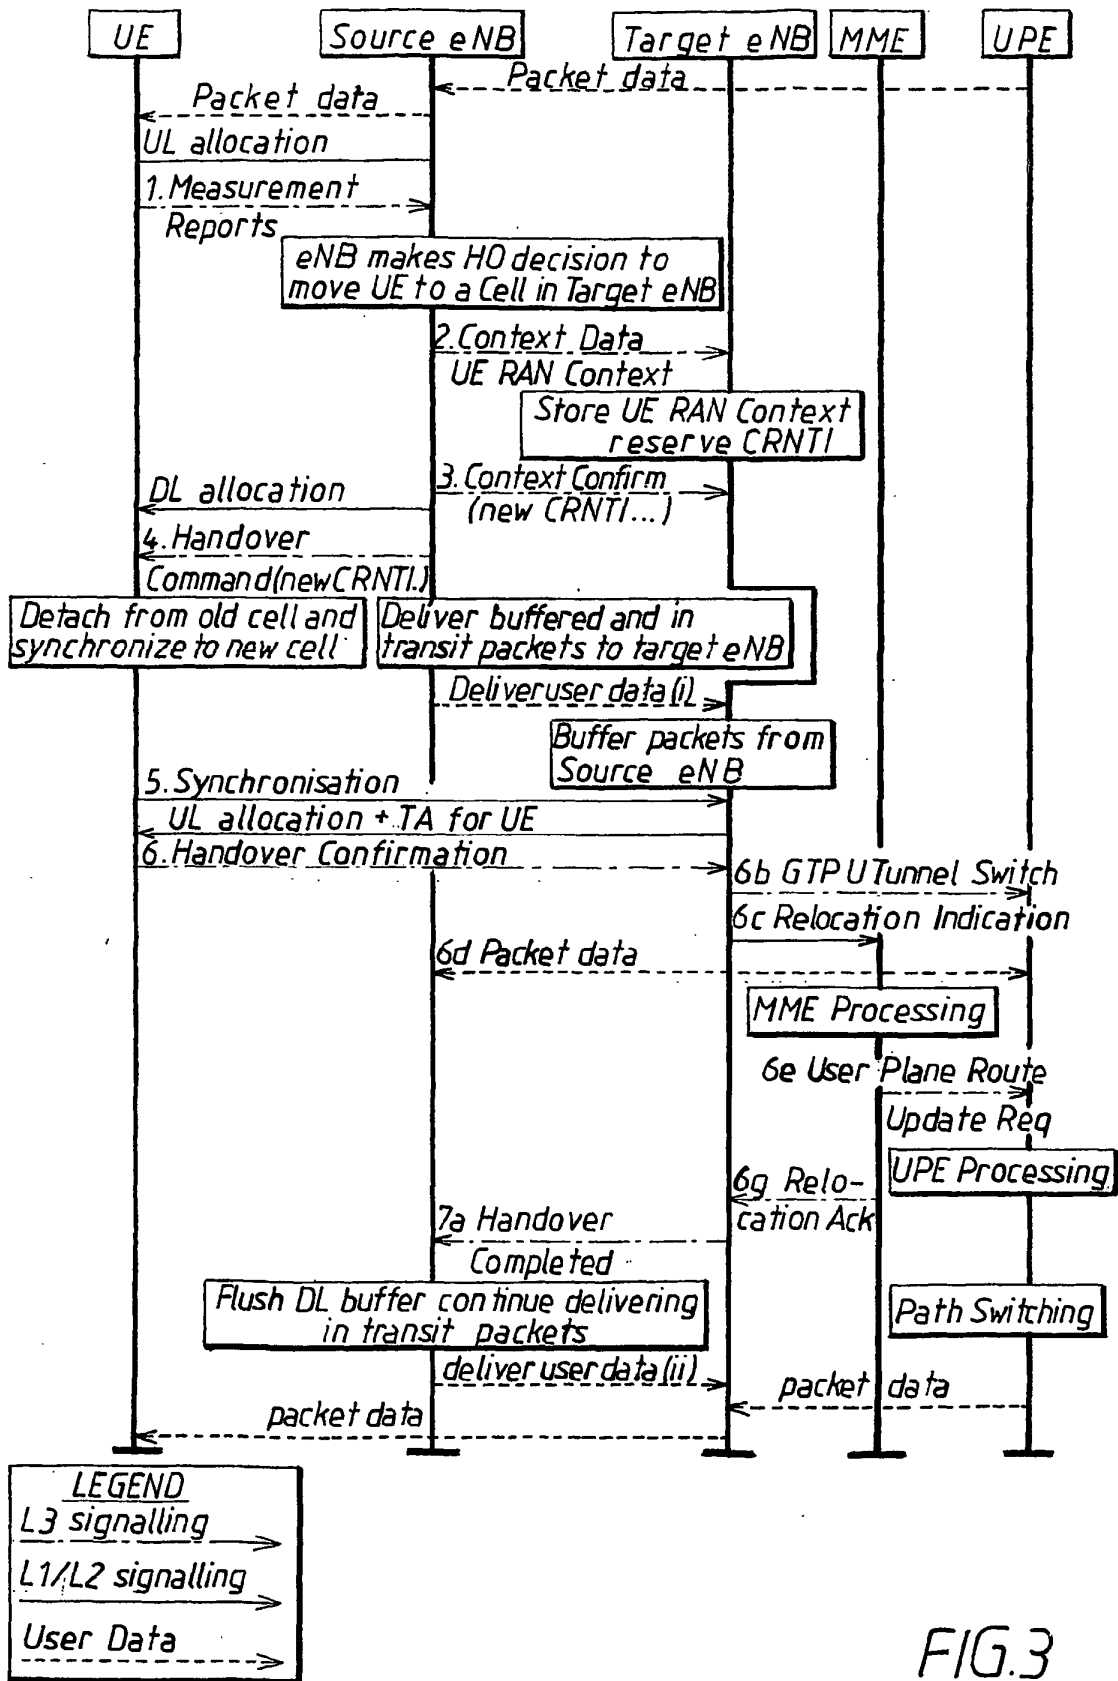 UE
Source eNB
Target eNB
MME
UPE
Packet data
Packet data
UL allocation
1. Measurement
Reports
eNB makes HO decision to
move UE to a Cell in Target eNB
2. Context Data
UE RAN Context
Store UE RAN Context
reserve CRNTI
3. Context Confirm
(new CRNTI...)
DL allocation
4. Handover
Command(new CRNTI.)
Detach from old cell and
synchronize to new cell
Deliver buffered and in
transit packets to target eNB
Deliver user data (i)
Buffer packets from
Source eNB
5. Synchronisation
UL allocation + TA for UE
6. Handover Confirmation
6b GTP U Tunnel Switch
6c Relocation Indication
6d Packet data
MME Processing
6e User Plane Route
Update Req
UPE Processing
6g Relo-
cation Ack
7a Handover
Completed
Flush DL buffer continue delivering
in transit packets
Path Switching
deliver user data (ii)
packet data
packet data
LEGEND
L3 signalling
L1/L2 signalling
User Data
FIG.3